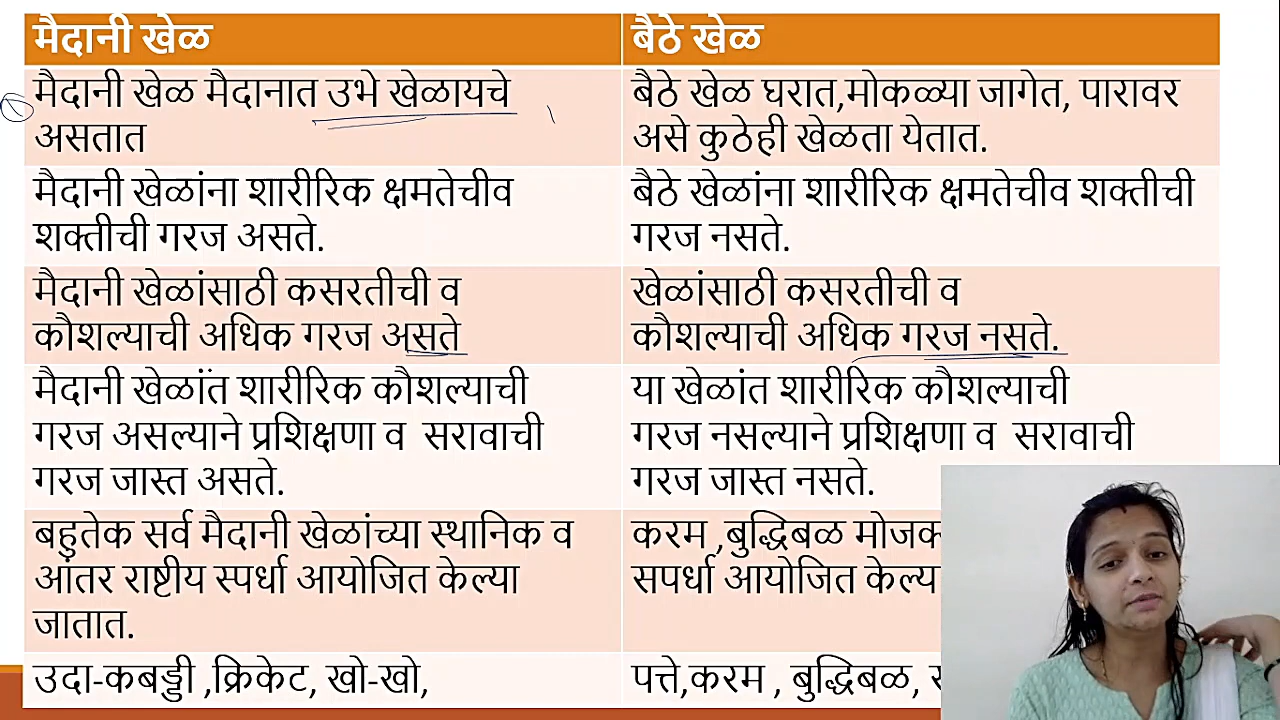 मैदानी खेळ
बैठे खेळ
मैदानी खेळ मैदानात उभे खेळायचे
असतात
बैठे खेळ घरात,मोकळ्या जागेत, पारावर
असे कुठेही खेळता येतात.
मैदानी खेळांना शारीरिक क्षमतेचीव
शक्तीची गरज असते.
बैठे खेळांना शारीरिक क्षमतेचीव शक्तीची
गरज नसते.
मैदानी खेळांसाठी कसरतीची व
कौशल्याची अधिक गरज असते
खेळांसाठी कसरतीची व
कौशल्याची अधिक गरज नसते.
मैदानी खेळांत शारीरिक कौशल्याची
गरज असल्याने प्रशिक्षणा व सरावाची
गरज जास्त असते.
या खेळांत शारीरिक कौशल्याची
गरज नसल्याने प्रशिक्षणा व सरावाची
गरज जास्त नसते.
बहुतेक सर्व मैदानी खेळांच्या स्थानिक व
आंतर राष्टीय स्पर्धा आयोजित केल्या
जातात.
करम ,बुद्धिबळ
सपर्धा आयोजित
उदा-कबड्डी ,क्रिकेट, खो-खो,
पत्ते,करम , बुद्धिबळ,